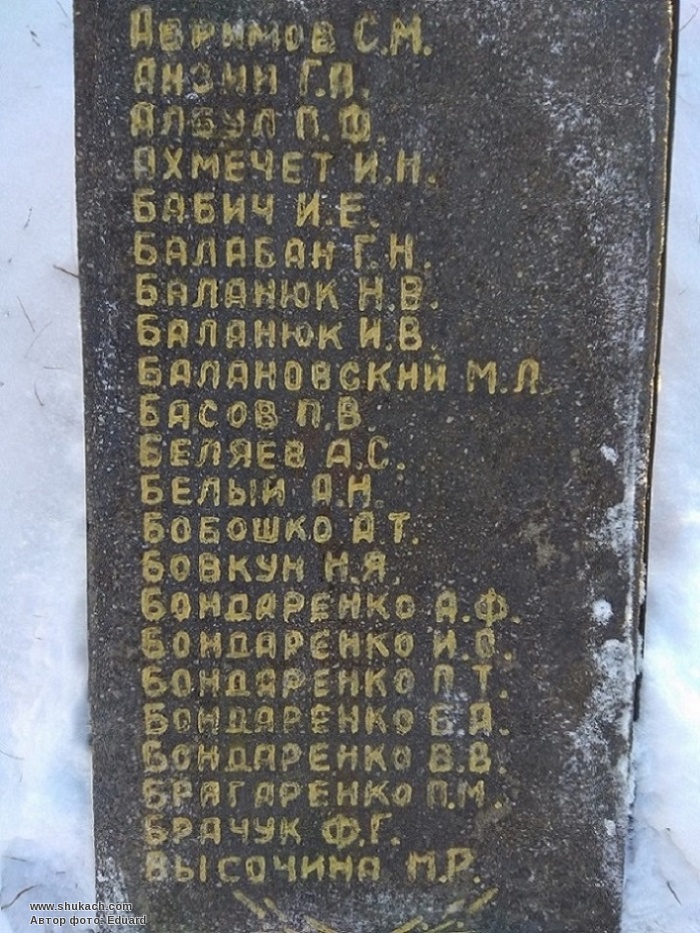 АВРИМОВ С.М.
Г.А.
АЛБУЛ П.Ф.
АХМЕЧЕТ И.Н.
БАБИЧ И.Е.
БАЛАБАН Г.Н.
БАЛАНЮК Н.В.
БАЛАНЮК И.В.
БАЛАНОВСКИЙ М.Л.
БАСОВ П.В.
БЕЛЯЕВ А.С.
БЕЛЫЙ А.Н.
БОБОШКО А.Т.
БОВКУН Н.Я.
БОНДАРЕНКО А.Ф.
БОНДАРЕНКО И.О.
БОНДАРЕНКО П.Т.
БОНДАРЕНКО Б.А.
БОНДАРЕНКО В.В.
БРАГАРЕНКО П.М.
БРАЧУК Ф.Г.
ВЫСОЧИНА М.Р.
www.shukach.com
Автор фото: Eduard